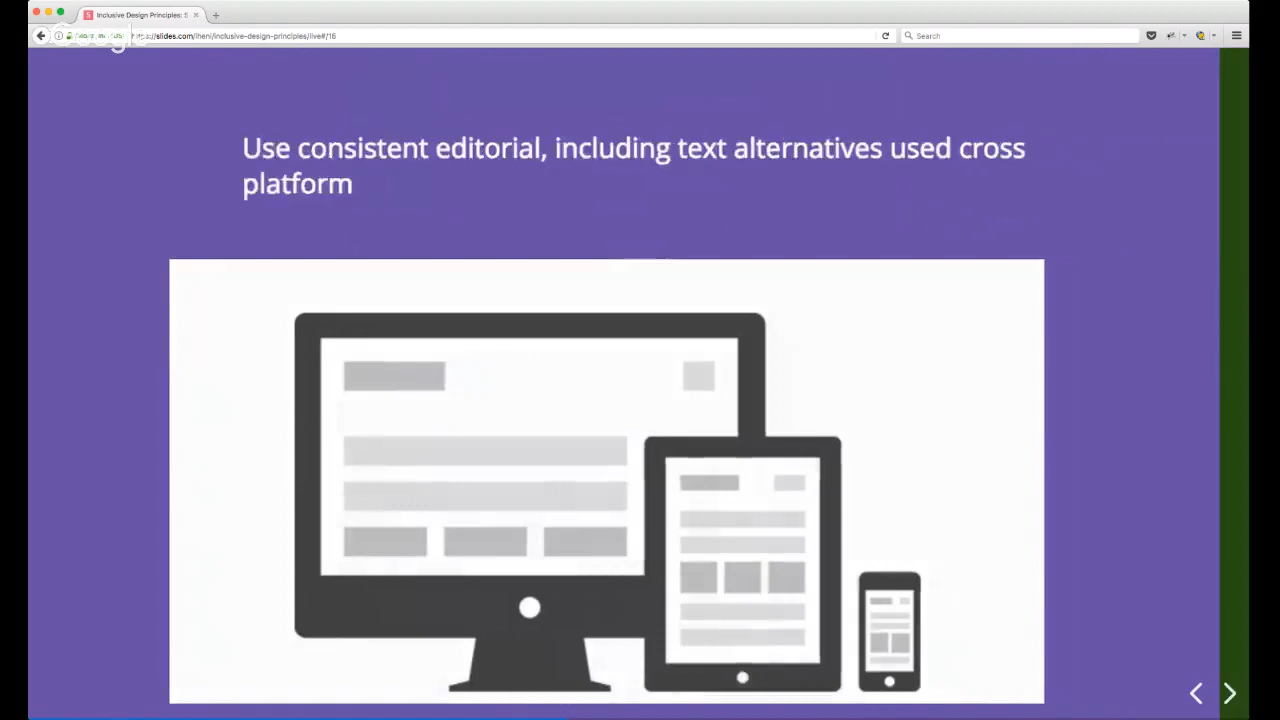 Inclusive Design Principles: S
https://slides.com/iheni/inclusive-design-principles/live#/16
Search
Use consistent editorial, including text alternatives used cross
platform